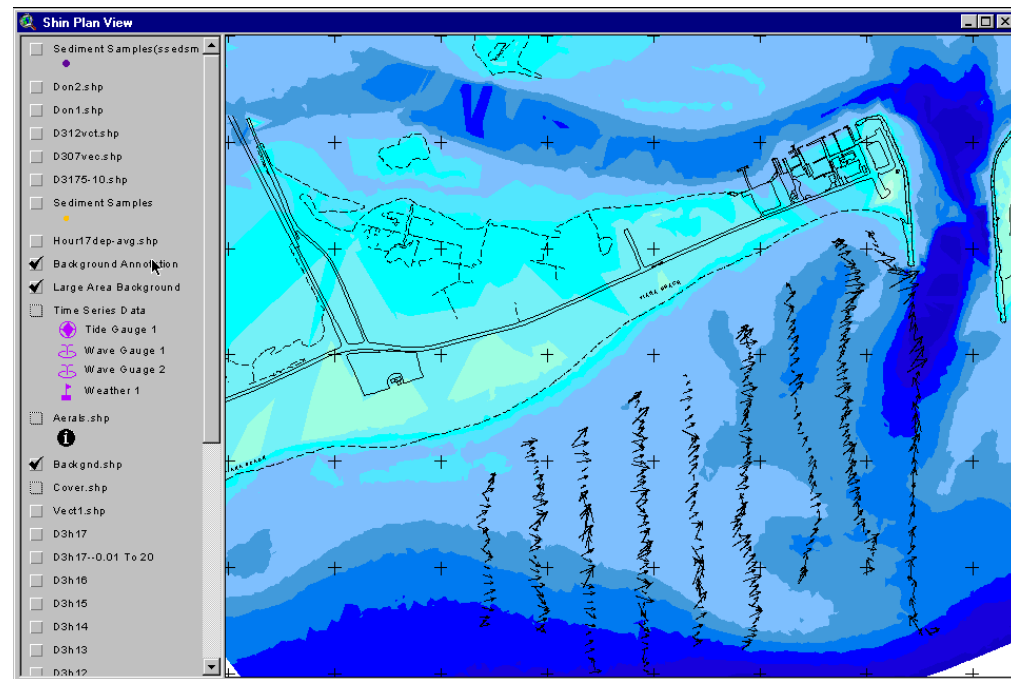 Shin Plan View
Sediment Samples(ssedsm
Don2.shp
Don1.shp
D312vct.shp
D307vec.shp
D3175-10.shp
Sediment Samples
Hour17dep-avg.shp
Background Annotation
Large Area Background
Time Series Data
Tide Gauge 1
Wave Gauge 1
Wave Guage 2
Weather 1
Aerals.shp
Backgnd.shp
Cover.shp
Vect1.shp
D3h17
D3h17--0.01 To 20
D3h16
D3h15
D3h14
D3h13
D3h12